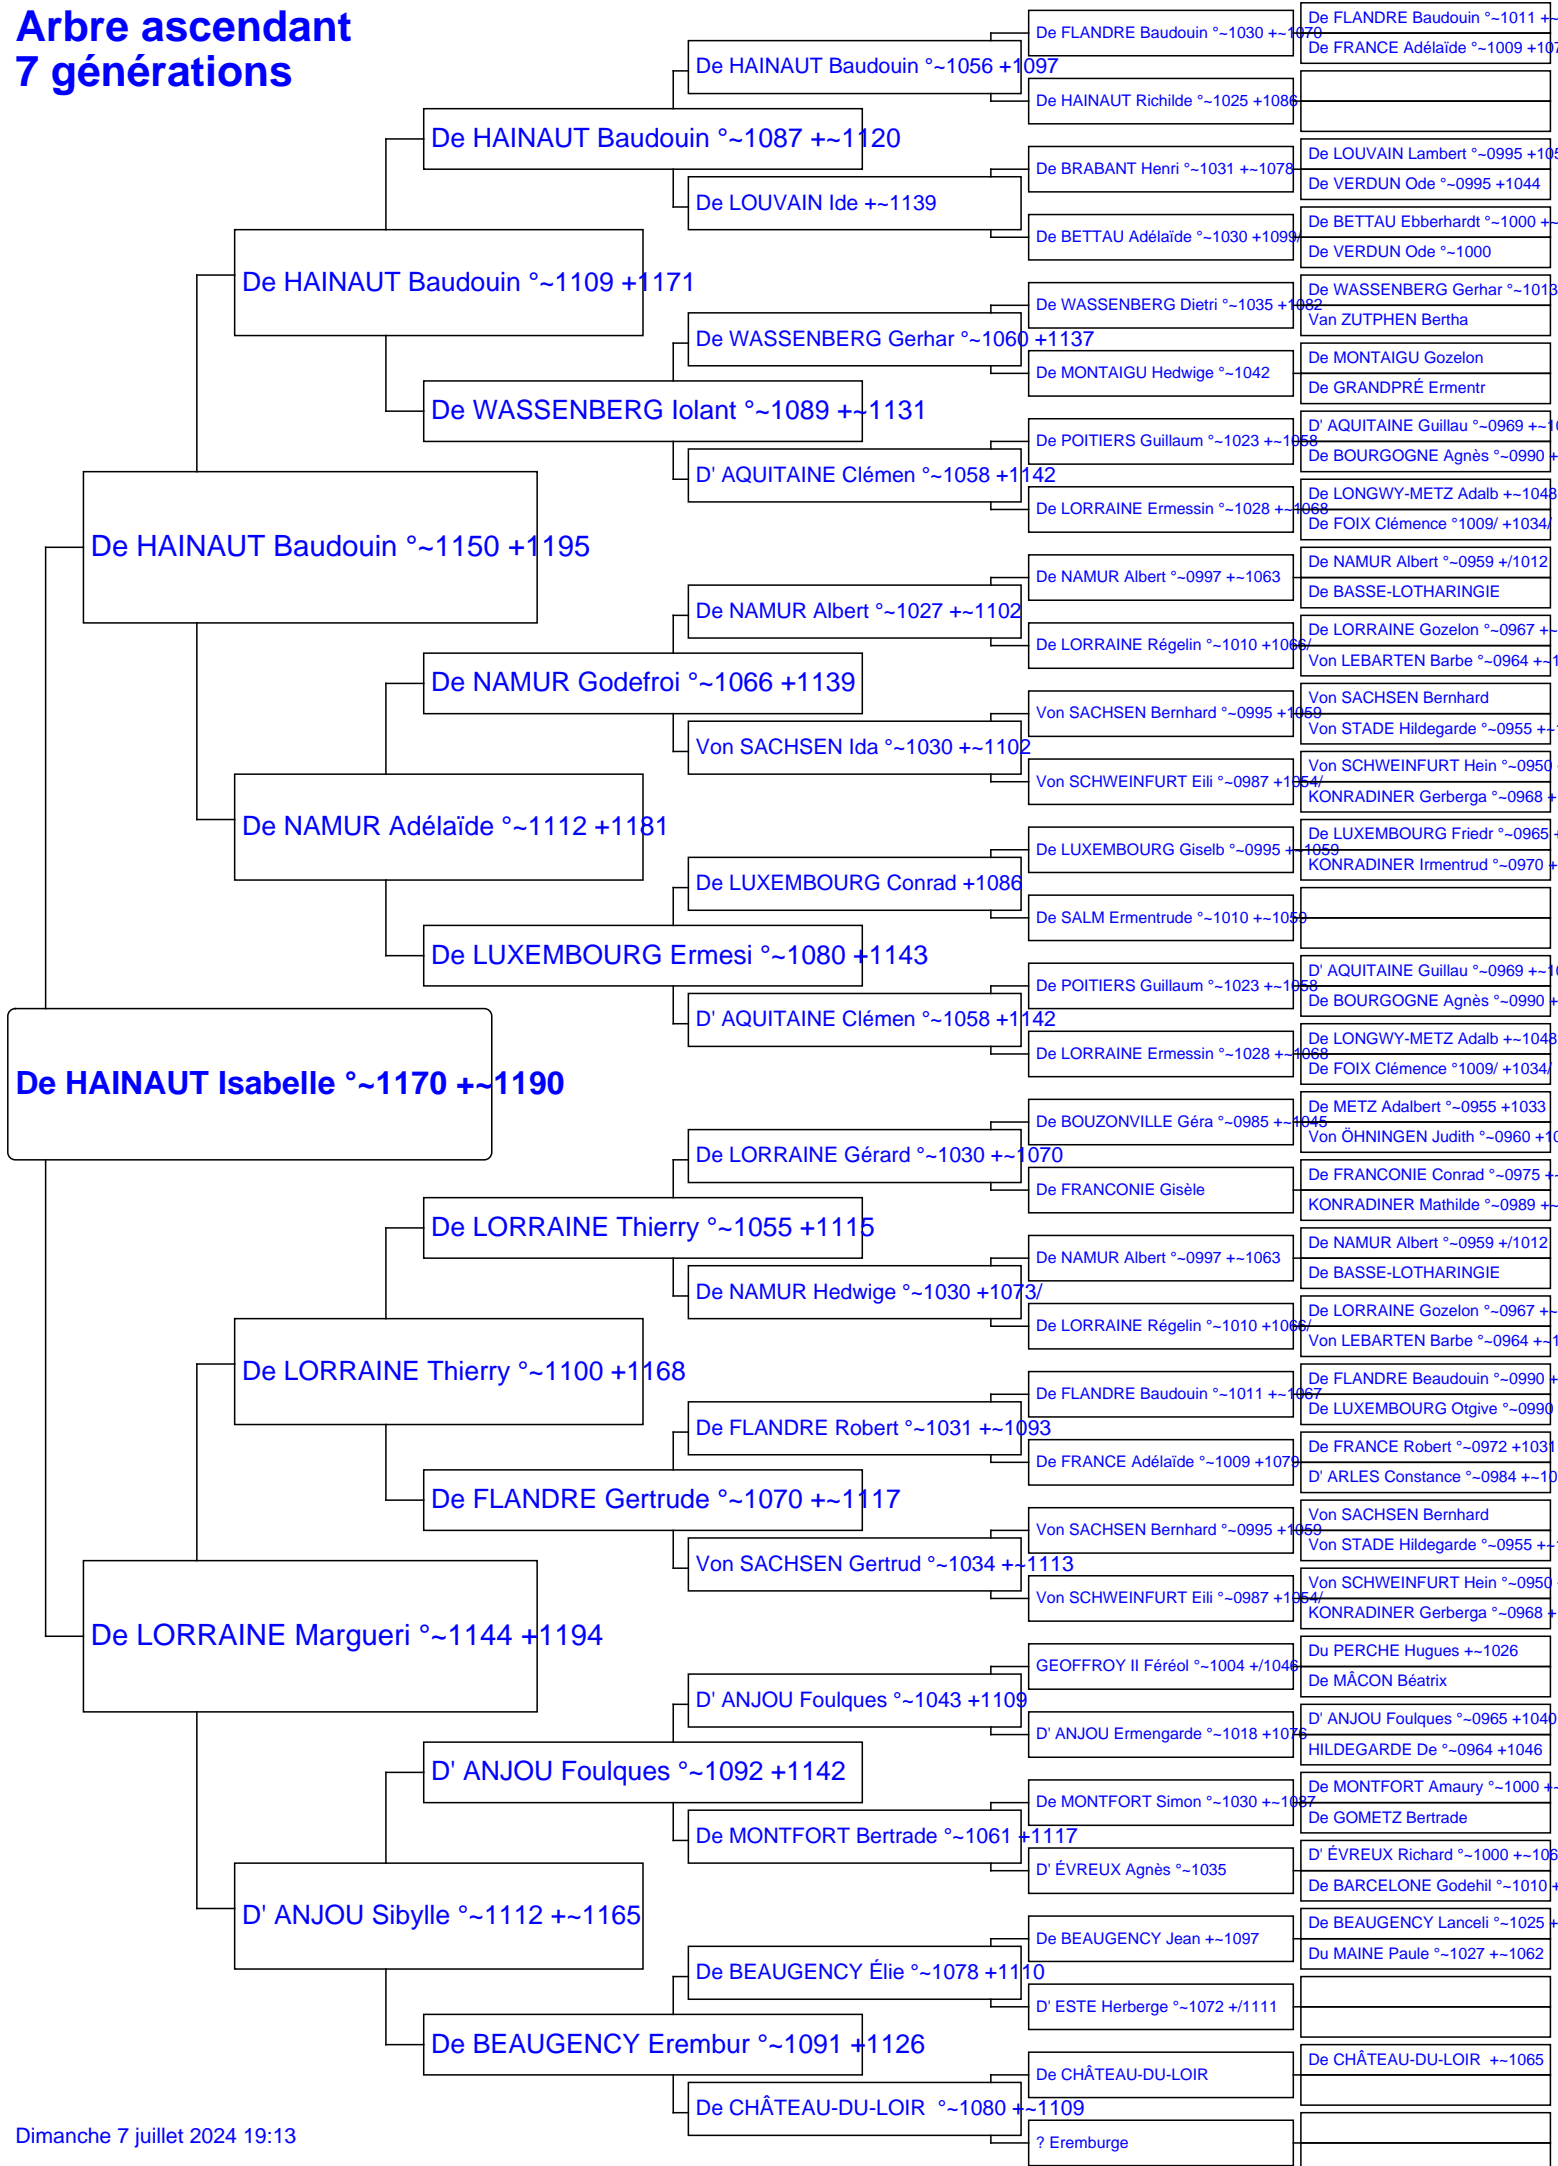 Arbre ascendant
7 générations
De HAINAUT Isabelle °~1170 +~1190
De HAINAUT Baudouin °~1150 +1195
De LORRAINE Margueri °~1144 +1194
De HAINAUT Baudouin °~1109 +1171
De NAMUR Adélaïde °~1112 +1181
De LORRAINE Thierry °~1100 +1168
D' ANJOU Sibylle °~1112 +~1165
De HAINAUT Baudouin °~1087 +~1120
De WASSENBERG Iolant °~1089 +~1131
De NAMUR Godefroi °~1066 +1139
De LUXEMBOURG Ermesi °~1080 +1143
De LORRAINE Thierry °~1055 +1115
De FLANDRE Gertrude °~1070 +~1117
D' ANJOU Foulques °~1092 +1142
De BEAUGENCY Erembur °~1091 +1126
De HAINAUT Baudouin °~1056 +1097
De LOUVAIN Ide +~1139
De WASSENBERG Gerhar °~1060 +1137
D' AQUITAINE Clémen °~1058 +1142
De NAMUR Albert °~1027 +~1102
Von SACHSEN Ida °~1030 +~1102
De LUXEMBOURG Conrad +1086
D' AQUITAINE Clémen °~1058 +1142
De LORRAINE Gérard °~1030 +~1070
De NAMUR Hedwige °~1030 +1073/
De FLANDRE Robert °~1031 +~1093
Von SACHSEN Gertrud °~1034 +~1113
D' ANJOU Foulques °~1043 +1109
De MONTFORT Bertrade °~1061 +1117
De BEAUGENCY Élie °~1078 +1110
De CHÂTEAU-DU-LOIR  °~1080 +~1109
De FLANDRE Baudouin °~1030 +~1070
De HAINAUT Richilde °~1025 +1086
De BRABANT Henri °~1031 +~1078
De BETTAU Adélaïde °~1030 +1099/
De WASSENBERG Dietri °~1035 +1082
De MONTAIGU Hedwige °~1042
De POITIERS Guillaum °~1023 +~1058
De LORRAINE Ermessin °~1028 +~1068
De NAMUR Albert °~0997 +~1063
De LORRAINE Régelin °~1010 +1066/
Von SACHSEN Bernhard °~0995 +1059
Von SCHWEINFURT Eili °~0987 +1054/
De LUXEMBOURG Giselb °~0995 +~1059
De SALM Ermentrude °~1010 +~1059
De POITIERS Guillaum °~1023 +~1058
De LORRAINE Ermessin °~1028 +~1068
De BOUZONVILLE Géra °~0985 +~1045
De FRANCONIE Gisèle
De NAMUR Albert °~0997 +~1063
De LORRAINE Régelin °~1010 +1066/
De FLANDRE Baudouin °~1011 +~1067
De FRANCE Adélaïde °~1009 +1079
Von SACHSEN Bernhard °~0995 +1059
Von SCHWEINFURT Eili °~0987 +1054/
GEOFFROY II Féréol °~1004 +/1046
D' ANJOU Ermengarde °~1018 +1076
De MONTFORT Simon °~1030 +~1087
D' ÉVREUX Agnès °~1035
De BEAUGENCY Jean +~1097
D' ESTE Herberge °~1072 +/1111
De CHÂTEAU-DU-LOIR
? Eremburge
De FLANDRE Baudouin °~1011 +~
De FRANCE Adélaïde °~1009 +107
De LOUVAIN Lambert °~0995 +105
De VERDUN Ode °~0995 +1044
De BETTAU Ebberhardt °~1000 +~
De VERDUN Ode °~1000
De WASSENBERG Gerhar °~1013
Van ZUTPHEN Bertha
De MONTAIGU Gozelon
De GRANDPRÉ Ermentr
D' AQUITAINE Guillau °~0969 +~10
De BOURGOGNE Agnès °~0990 +
De LONGWY-METZ Adalb +~1048
De FOIX Clémence °1009/ +1034/
De NAMUR Albert °~0959 +/1012
De BASSE-LOTHARINGIE
De LORRAINE Gozelon °~0967 +~
Von LEBARTEN Barbe °~0964 +~1
Von SACHSEN Bernhard
Von STADE Hildegarde °~0955 +~
Von SCHWEINFURT Hein °~0950 
KONRADINER Gerberga °~0968 +
De LUXEMBOURG Friedr °~0965 +
KONRADINER Irmentrud °~0970 +
D' AQUITAINE Guillau °~0969 +~10
De BOURGOGNE Agnès °~0990 +
De LONGWY-METZ Adalb +~1048
De FOIX Clémence °1009/ +1034/
De METZ Adalbert °~0955 +1033
Von ÖHNINGEN Judith °~0960 +10
De FRANCONIE Conrad °~0975 +~
KONRADINER Mathilde °~0989 +~
De NAMUR Albert °~0959 +/1012
De BASSE-LOTHARINGIE
De LORRAINE Gozelon °~0967 +~
Von LEBARTEN Barbe °~0964 +~1
De FLANDRE Beaudouin °~0990 +
De LUXEMBOURG Otgive °~0990
De FRANCE Robert °~0972 +1031
D' ARLES Constance °~0984 +~10
Von SACHSEN Bernhard
Von STADE Hildegarde °~0955 +~
Von SCHWEINFURT Hein °~0950
KONRADINER Gerberga °~0968 +
Du PERCHE Hugues +~1026
De MÂCON Béatrix
D' ANJOU Foulques °~0965 +1040
HILDEGARDE De °~0964 +1046
De MONTFORT Amaury °~1000 +~
De GOMETZ Bertrade
D' ÉVREUX Richard °~1000 +~106
De BARCELONE Godehil °~1010 +
De BEAUGENCY Lanceli °~1025 +
Du MAINE Paule °~1027 +~1062
De CHÂTEAU-DU-LOIR  +~1065
Dimanche 7 juillet 2024 19:13